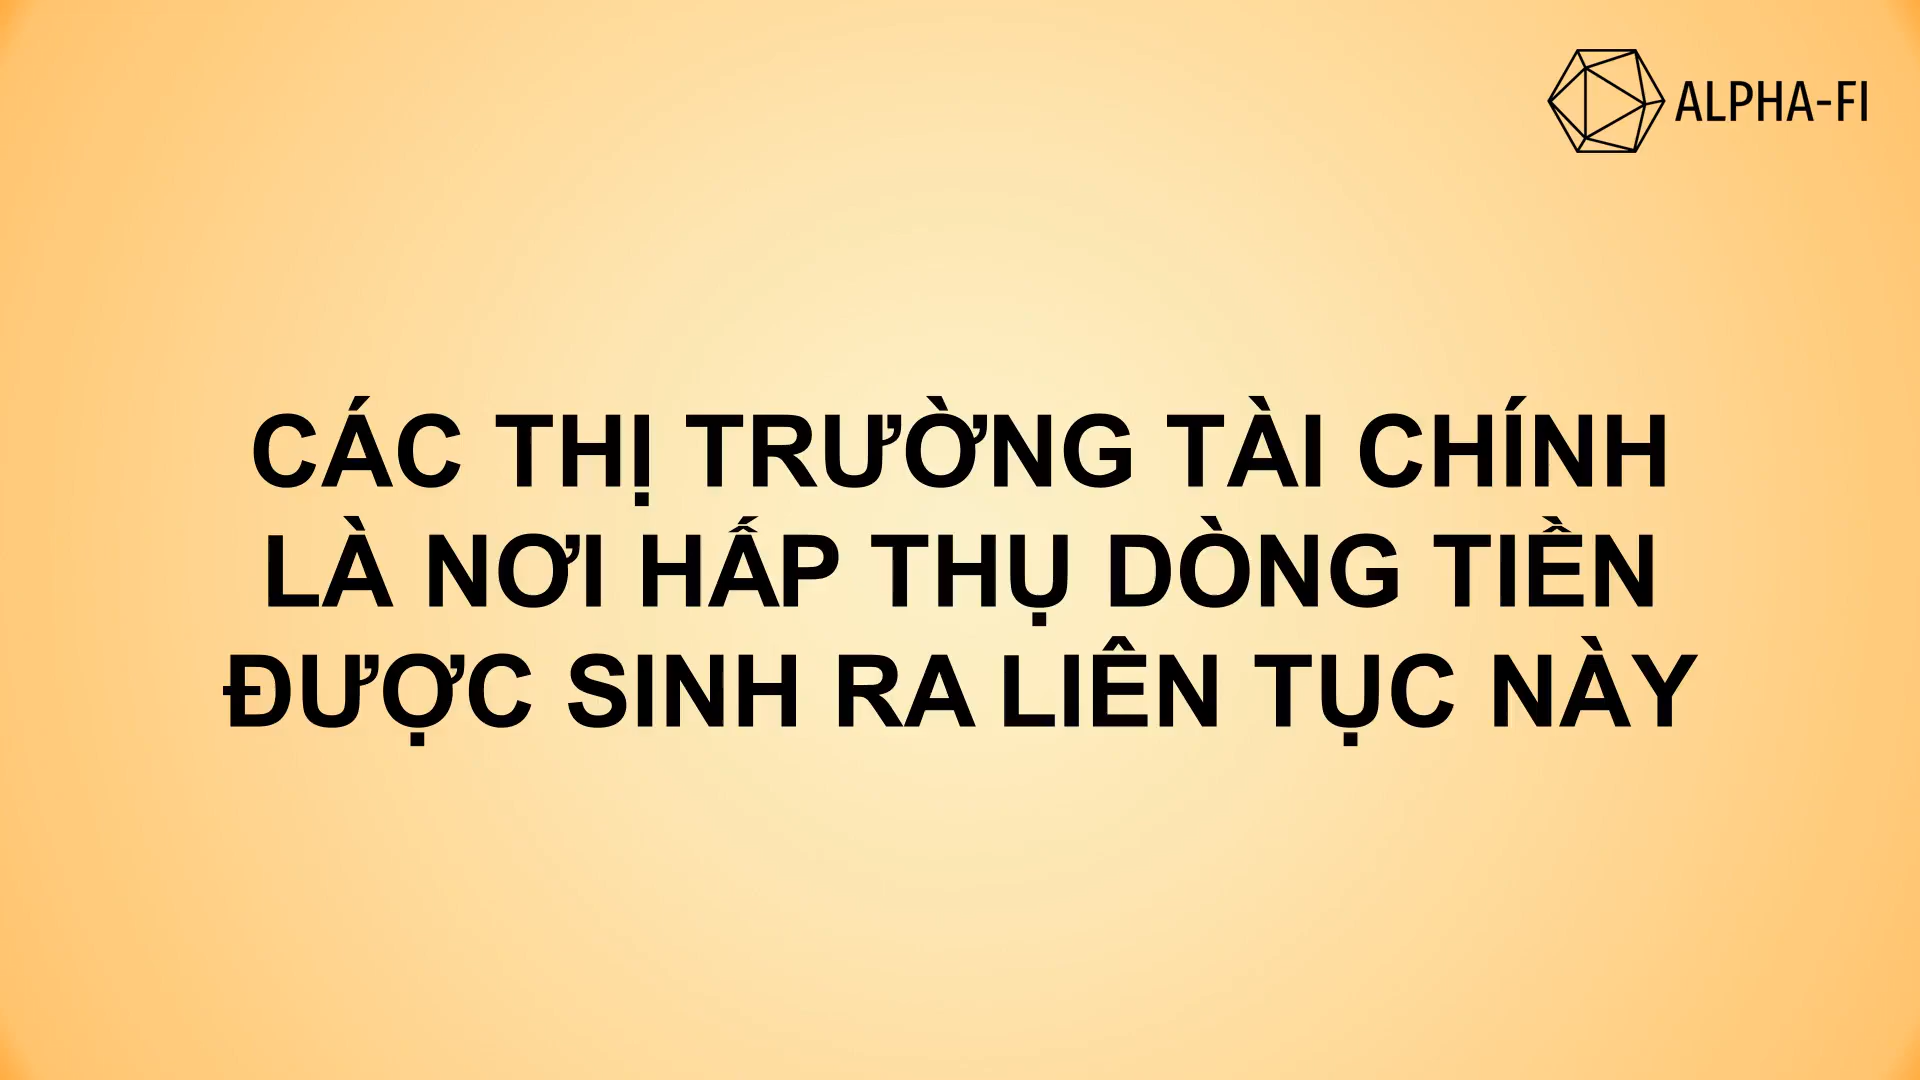 ALPHA-FI
CÁC THỊ TRƯỜNG TÀI CHÍNH
LÀ NƠI HẤP THỤ DÒNG TIỀN
ĐƯỢC SINH RA LIÊN TỤC NÀY